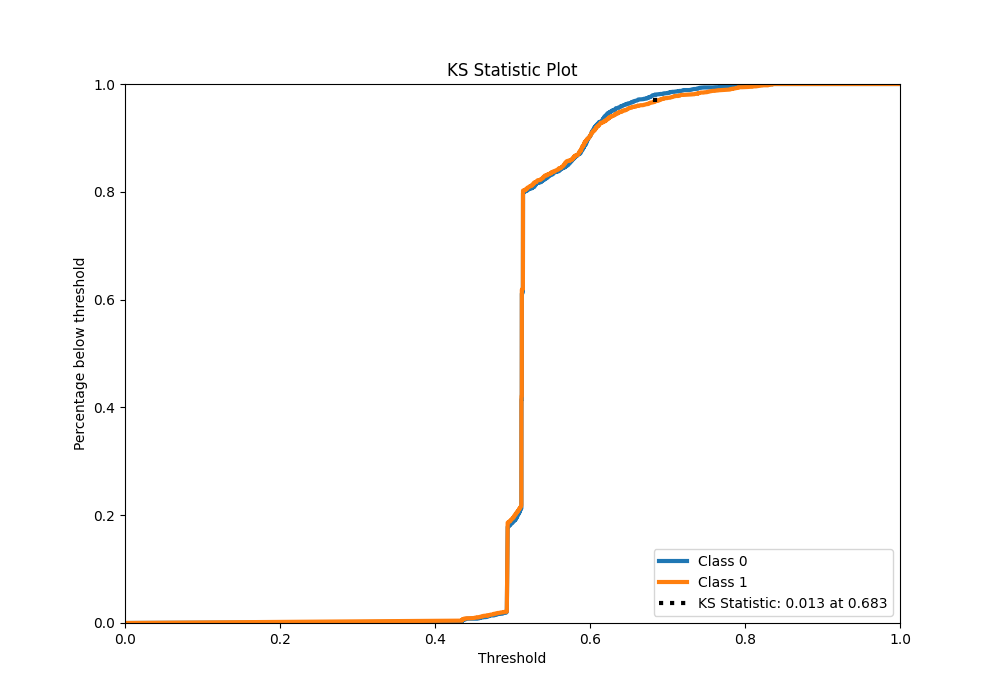 KS Statistic Plot
1.0
0.8
0.6
0.4
0.2
0.0
Percentage below threshold
0.0 0.2 0.4 0.6 0.8 1.0
Threshold
Class 0
Class 1
KS Statistic: 0.013 at 0.683